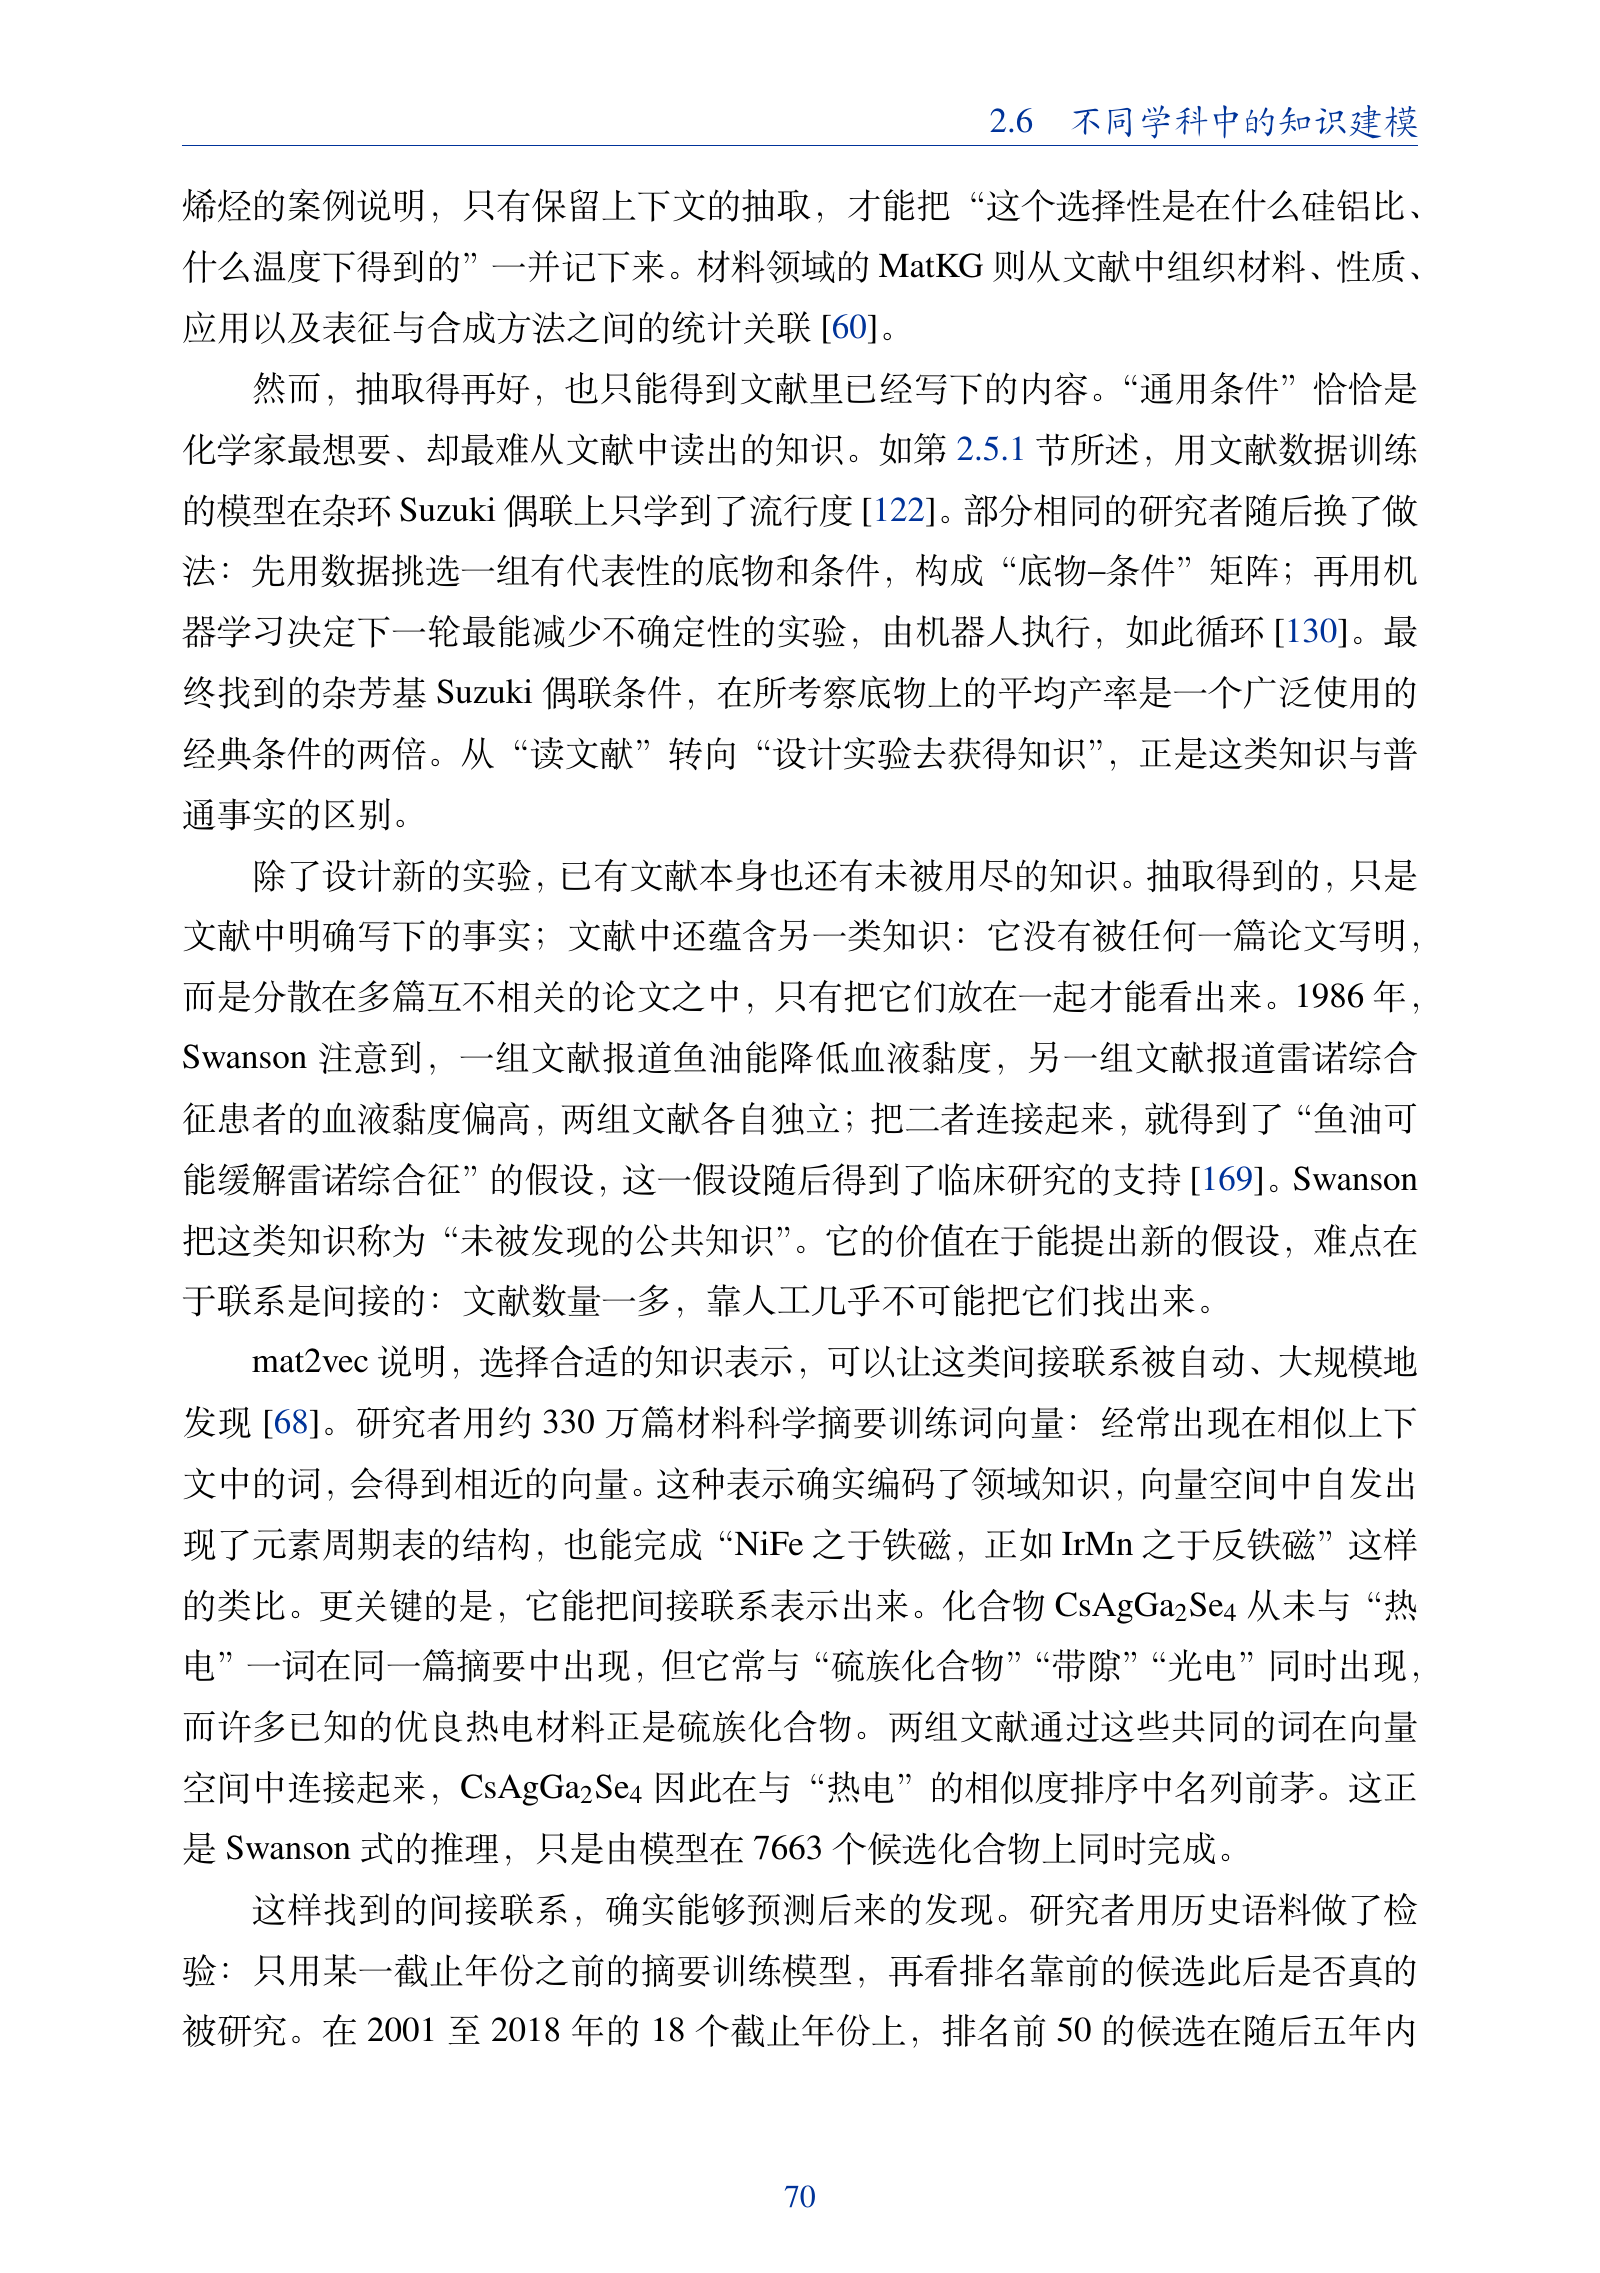 2.6 不同学科中的知识建模
烯烃的案例说明，只有保留上下文的抽取，才能把“这个选择性是在什么硅铝比、
什么温度下得到的”一并记下来。材料领域的 MatKG 则从文献中组织材料、性质、
应用以及表征与合成方法之间的统计关联 [60]。
然而，抽取得再好，也只能得到文献里已经写下的内容。“通用条件”恰恰是
化学家最想要、却最难从文献中读出的知识。如第 2.5.1 节所述，用文献数据训练
的模型在杂环 Suzuki 偶联上只学到了流行度 [122]。部分相同的研究者随后换了做
法：先用数据挑选一组有代表性的底物和条件，构成“底物–条件”矩阵；再用机
器学习决定下一轮最能减少不确定性的实验，由机器人执行，如此循环 [130]。最
终找到的杂芳基 Suzuki 偶联条件，在所考察底物上的平均产率是一个广泛使用的
经典条件的两倍。从“读文献”转向“设计实验去获得知识”，正是这类知识与普
通事实的区别。
除了设计新的实验，已有文献本身也还有未被用尽的知识。抽取得到的，只是
文献中明确写下的事实；文献中还蕴含另一类知识：它没有被任何一篇论文写明，
而是分散在多篇互不相关的论文之中，只有把它们放在一起才能看出来。1986 年，
Swanson 注意到，一组文献报道鱼油能降低血液黏度，另一组文献报道雷诺综合
征患者的血液黏度偏高，两组文献各自独立；把二者连接起来，就得到了“鱼油可
能缓解雷诺综合征”的假设，这一假设随后得到了临床研究的支持 [169]。Swanson
把这类知识称为“未被发现的公共知识”。它的价值在于能提出新的假设，难点在
于联系是间接的：文献数量一多，靠人工几乎不可能把它们找出来。
mat2vec 说明，选择合适的知识表示，可以让这类间接联系被自动、大规模地
发现 [68]。研究者用约 330 万篇材料科学摘要训练词向量：经常出现在相似上下
文中的词，会得到相近的向量。这种表示确实编码了领域知识，向量空间中自发出
现了元素周期表的结构，也能完成“NiFe 之于铁磁，正如 IrMn 之于反铁磁”这样
的类比。更关键的是，它能把间接联系表示出来。化合物 CsAgGa₂Se₄ 从未与“热
电”一词在同一篇摘要中出现，但它常与“硫族化合物”“带隙”“光电”同时出现，
而许多已知的优良热电材料正是硫族化合物。两组文献通过这些共同的词在向量
空间中连接起来，CsAgGa₂Se₄ 因此在与“热电”的相似度排序中名列前茅。这正
是 Swanson 式的推理，只是由模型在 7663 个候选化合物上同时完成。
这样找到的间接联系，确实能够预测后来的发现。研究者用历史语料做了检
验：只用某一截止年份之前的摘要训练模型，再看排名靠前的候选此后是否真的
被研究。在 2001 至 2018 年的 18 个截止年份上，排名前 50 的候选在随后五年内
70